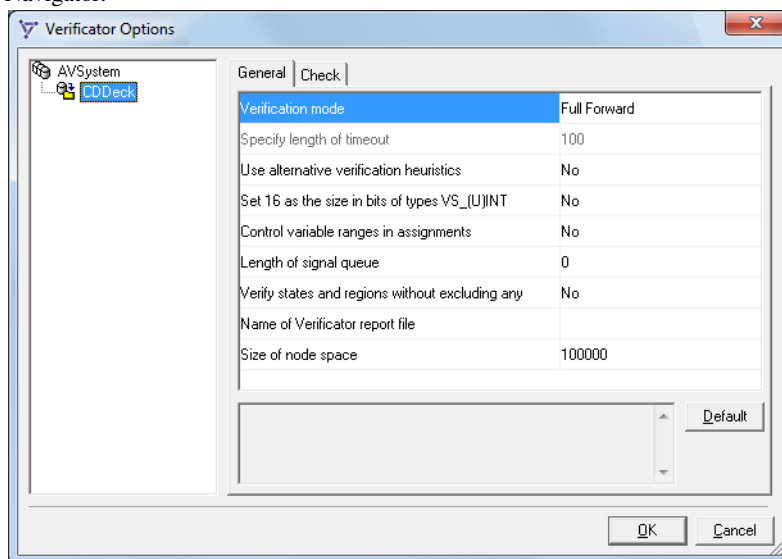 Navigator.
Verificator Options
AVSystem
CDDeck
General Check
Verification mode Full Forward
Specify length of timeout 100
Use alternative verification heuristics No
Set 16 as the size in bits of types VS_(U)INT No
Control variable ranges in assignments No
Length of signal queue 0
Verify states and regions without excluding any No
Name of Verificator report file
Size of node space 100000
Default
OK Cancel